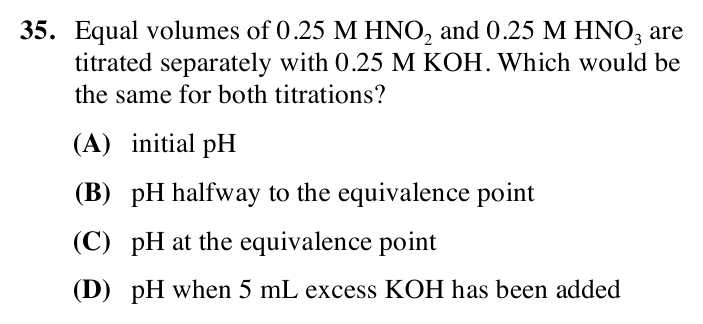 35. Equal volumes of 0.25 M HNO₂ and 0.25 M HNO₃ are
titrated separately with 0.25 M KOH. Which would be
the same for both titrations?
(A) initial pH
(B) pH halfway to the equivalence point
(C) pH at the equivalence point
(D) pH when 5 mL excess KOH has been added